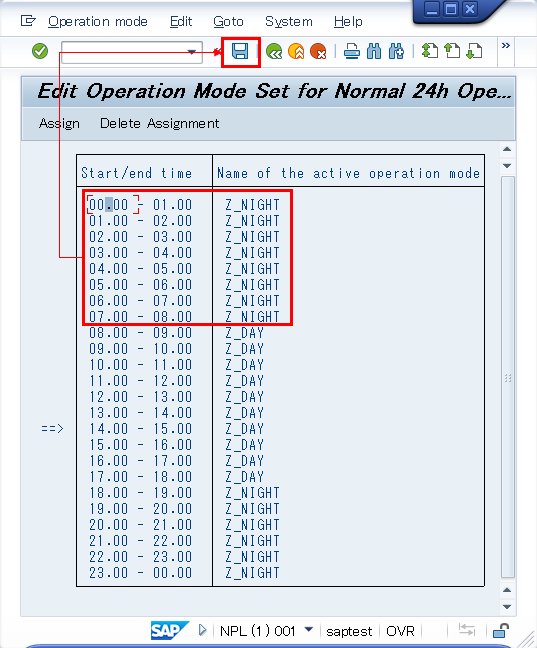 Operation mode Edit Goto System Help
»
Edit Operation Mode Set for Normal 24h Ope...
Assign Delete Assignment
Start/end time Name of the active operation mode
00.00 - 01.00 Z_NIGHT
01.00 - 02.00 Z_NIGHT
02.00 - 03.00 Z_NIGHT
03.00 - 04.00 Z_NIGHT
04.00 - 05.00 Z_NIGHT
05.00 - 06.00 Z_NIGHT
06.00 - 07.00 Z_NIGHT
07.00 - 08.00 Z_NIGHT
08.00 - 09.00 Z_DAY
09.00 - 10.00 Z_DAY
10.00 - 11.00 Z_DAY
11.00 - 12.00 Z_DAY
12.00 - 13.00 Z_DAY
13.00 - 14.00 Z_DAY
==> 14.00 - 15.00 Z_DAY
15.00 - 16.00 Z_DAY
16.00 - 17.00 Z_DAY
17.00 - 18.00 Z_DAY
18.00 - 19.00 Z_NIGHT
19.00 - 20.00 Z_NIGHT
20.00 - 21.00 Z_NIGHT
21.00 - 22.00 Z_NIGHT
22.00 - 23.00 Z_NIGHT
23.00 - 00.00 Z_NIGHT
SAP NPL (1) 001 saptest OVR